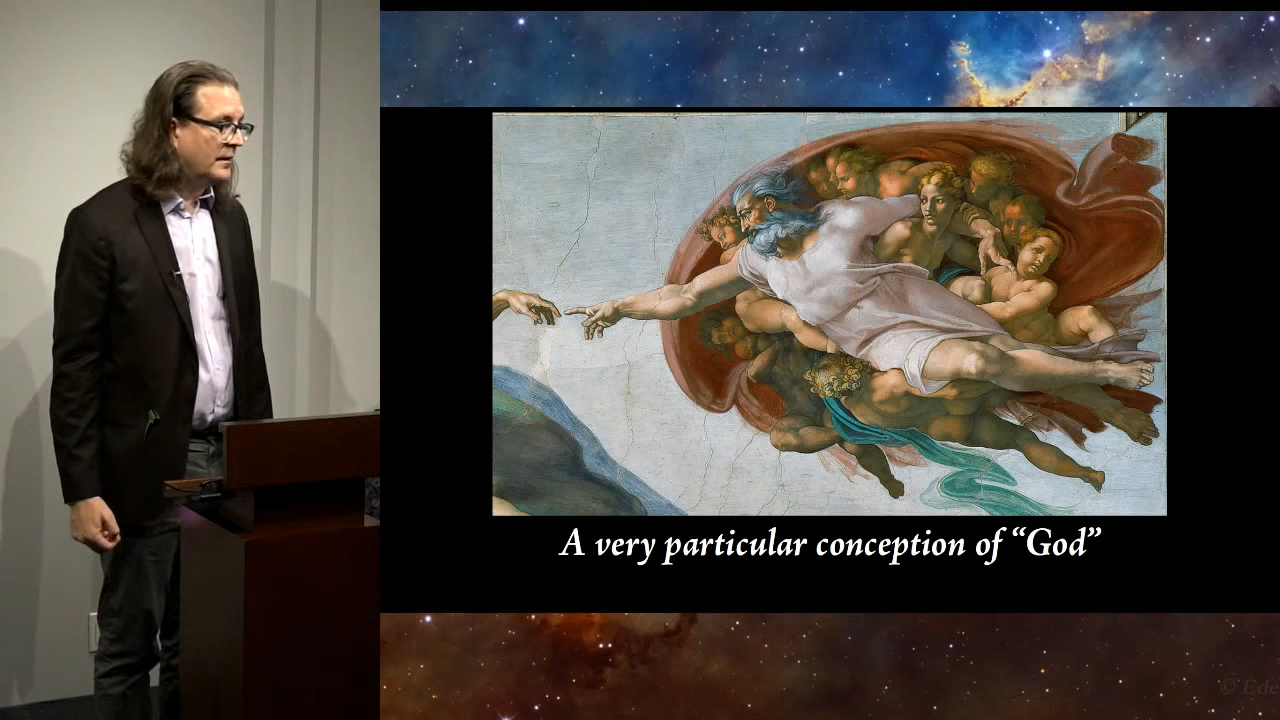 A very particular conception of “God”